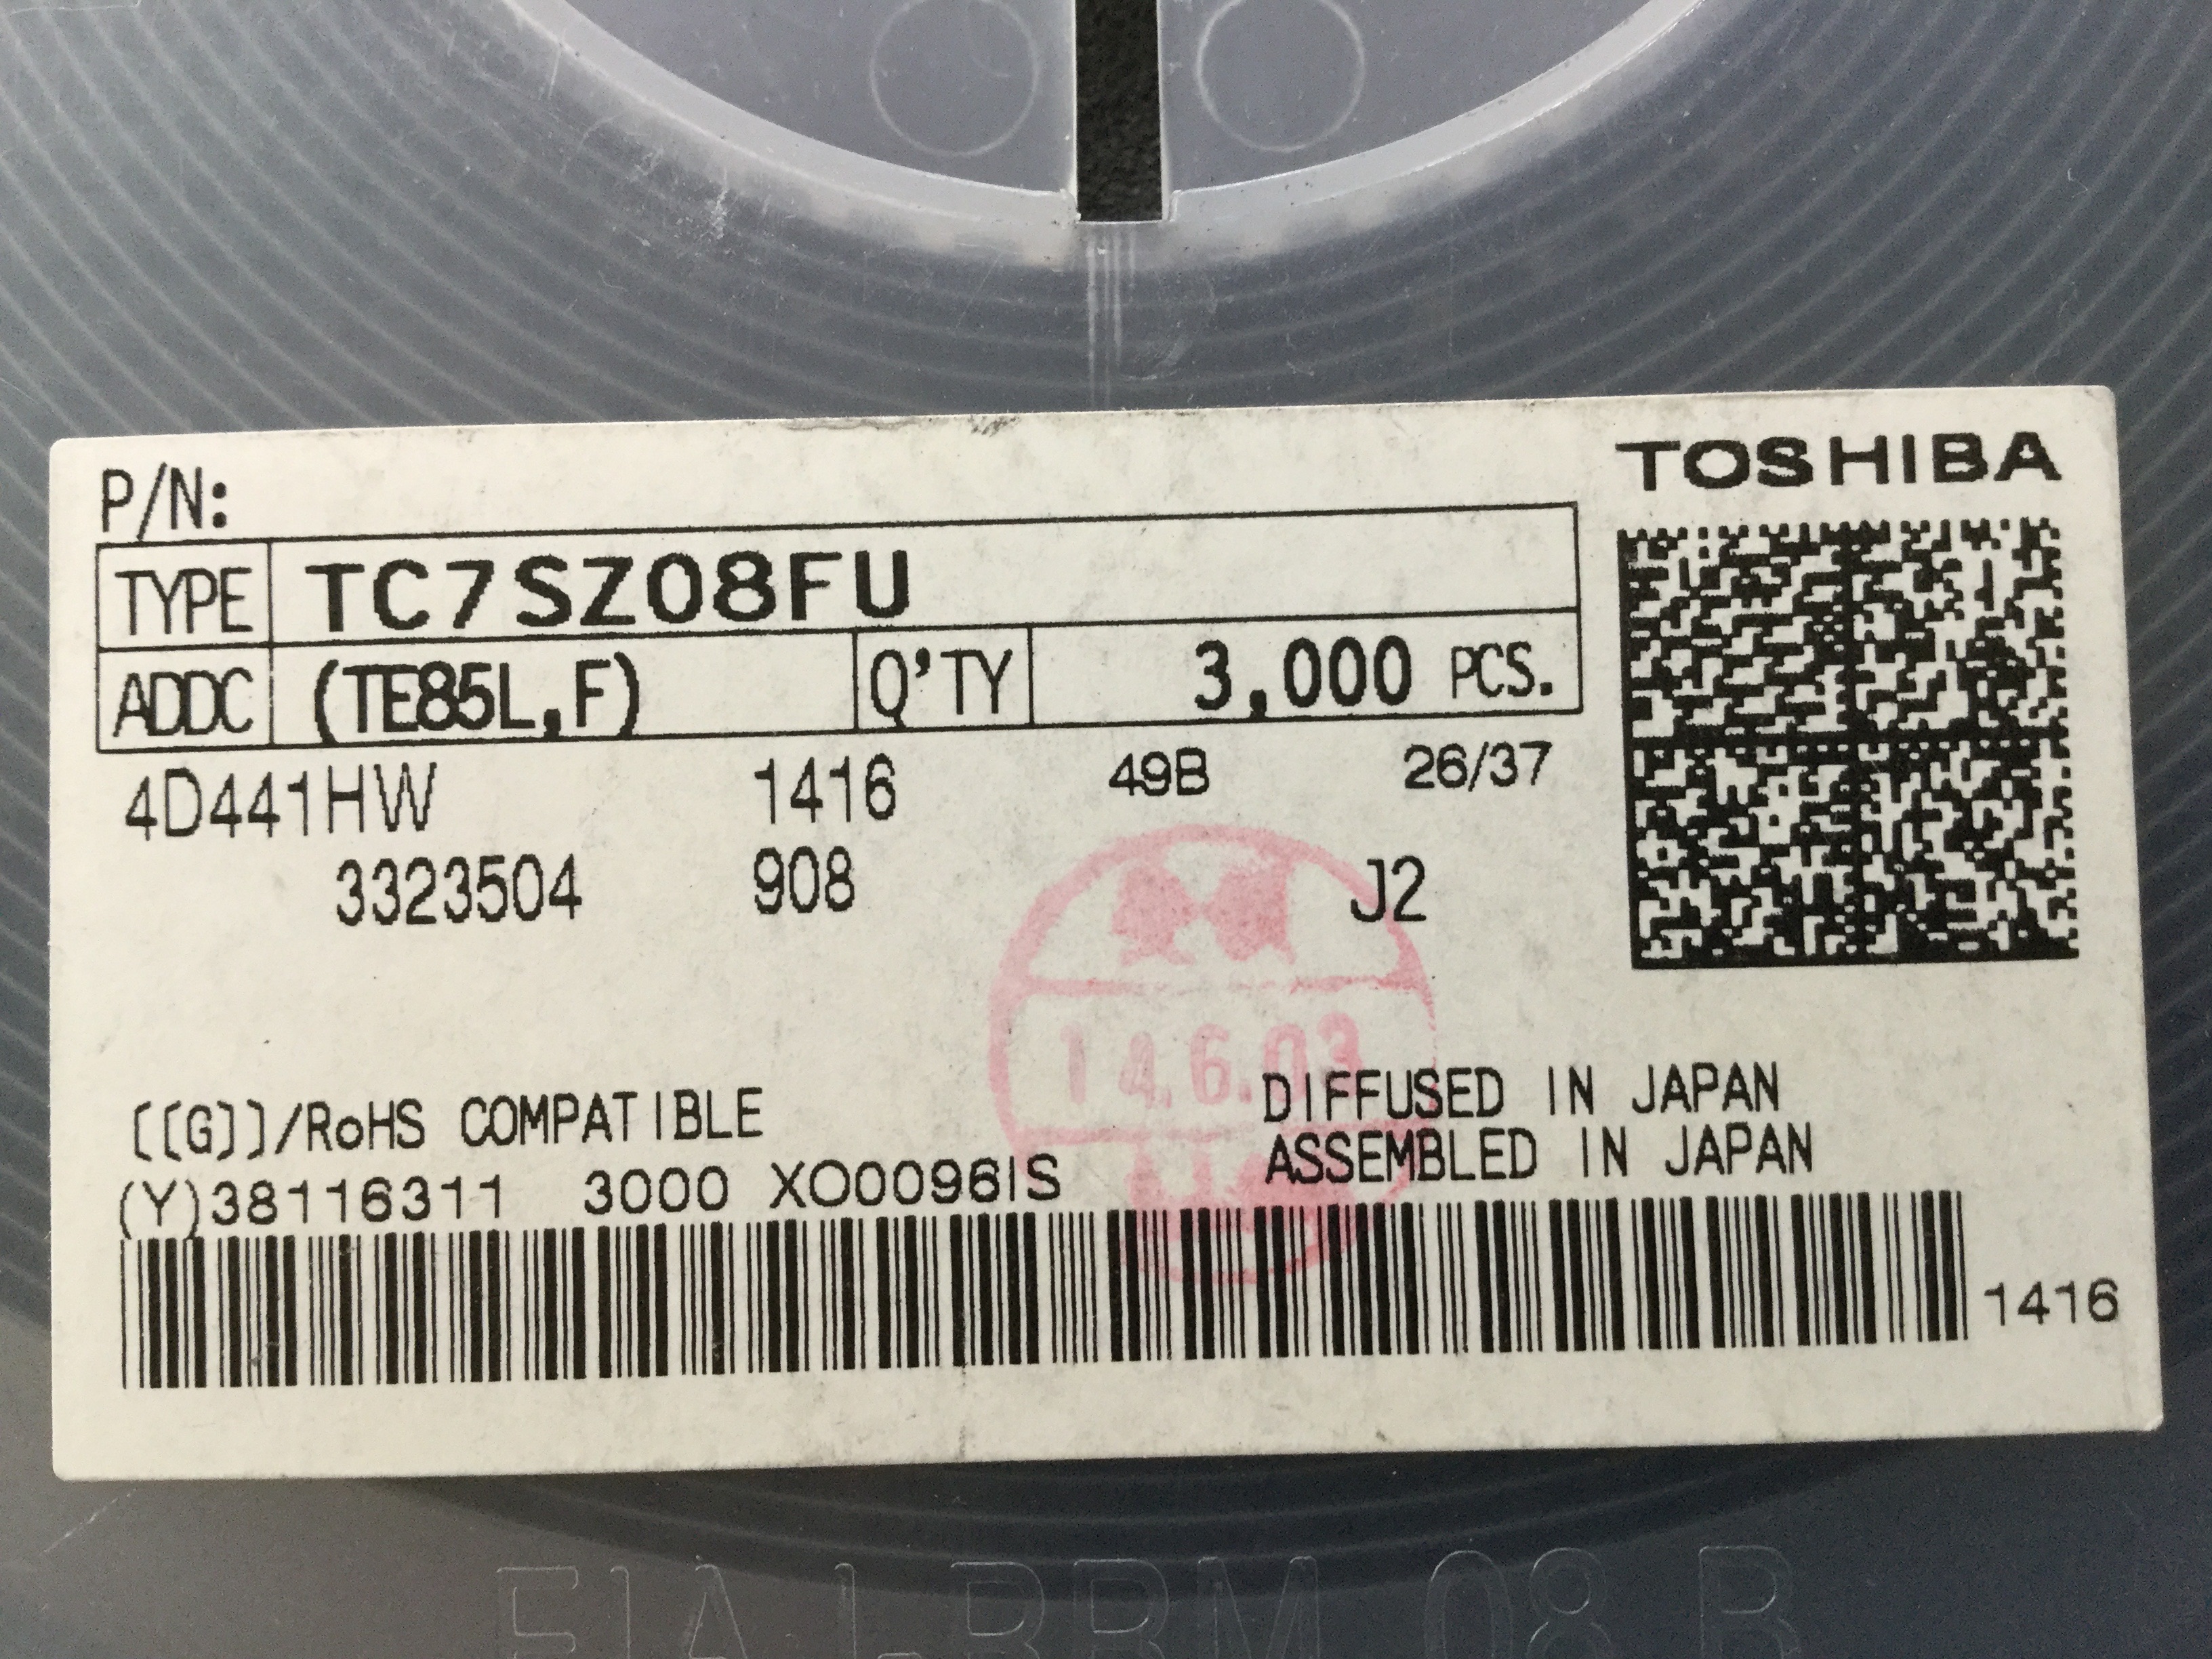 P/N:
TOSHIBA
TYPE TC7SZ08FU
ADDC (TE85L,F) Q'TY 3,000 PCS.
4D441HW 1416 49B 26/37
3323504 908 J2
14.6.03
[[G]]/RoHS COMPATIBLE
DIFFUSED IN JAPAN
ASSEMBLED IN JAPAN
(Y)38116311 3000 XO0096IS
1416
08 B